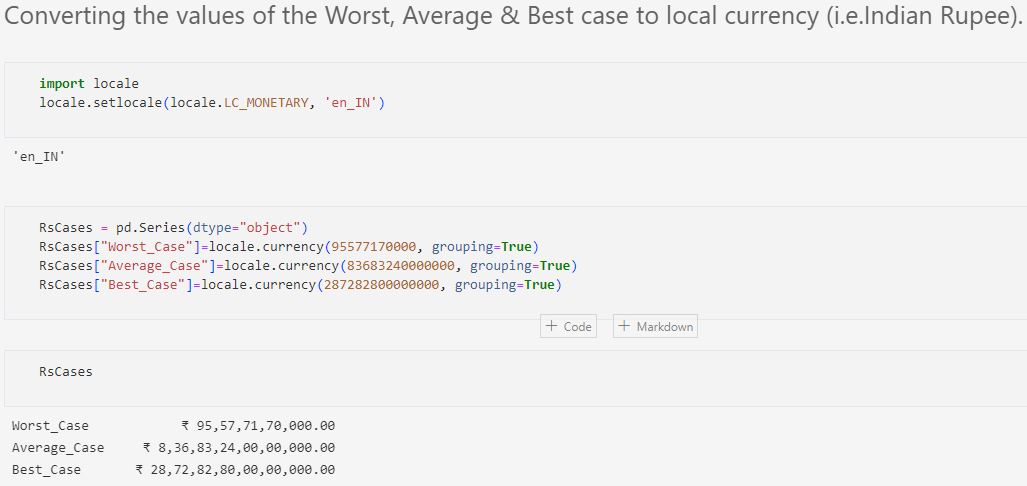 Converting the values of the Worst, Average & Best case to local currency (i.e.Indian Rupee).
import locale
locale.setlocale(locale.LC_MONETARY, 'en_IN')
'en_IN'
RsCases = pd.Series(dtype="object")
RsCases["Worst_Case"]=locale.currency(95577170000, grouping=True)
RsCases["Average_Case"]=locale.currency(83683240000000, grouping=True)
RsCases["Best_Case"]=locale.currency(287282800000000, grouping=True)
+ Code + Markdown
RsCases
Worst_Case ₹ 95,57,71,70,000.00
Average_Case ₹ 8,36,83,24,00,00,000.00
Best_Case ₹ 28,72,82,80,00,00,000.00